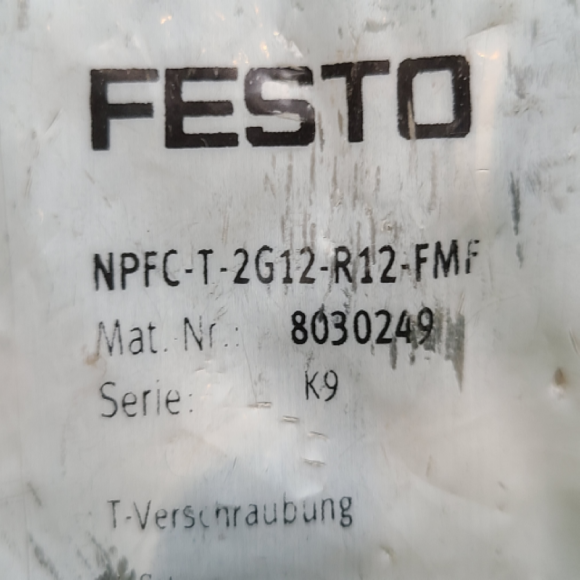 FESTO
NPFC-T-2G12-R12-FMF
Mat. Nr.: 8030249
Serie: K9
T-Verschraubung